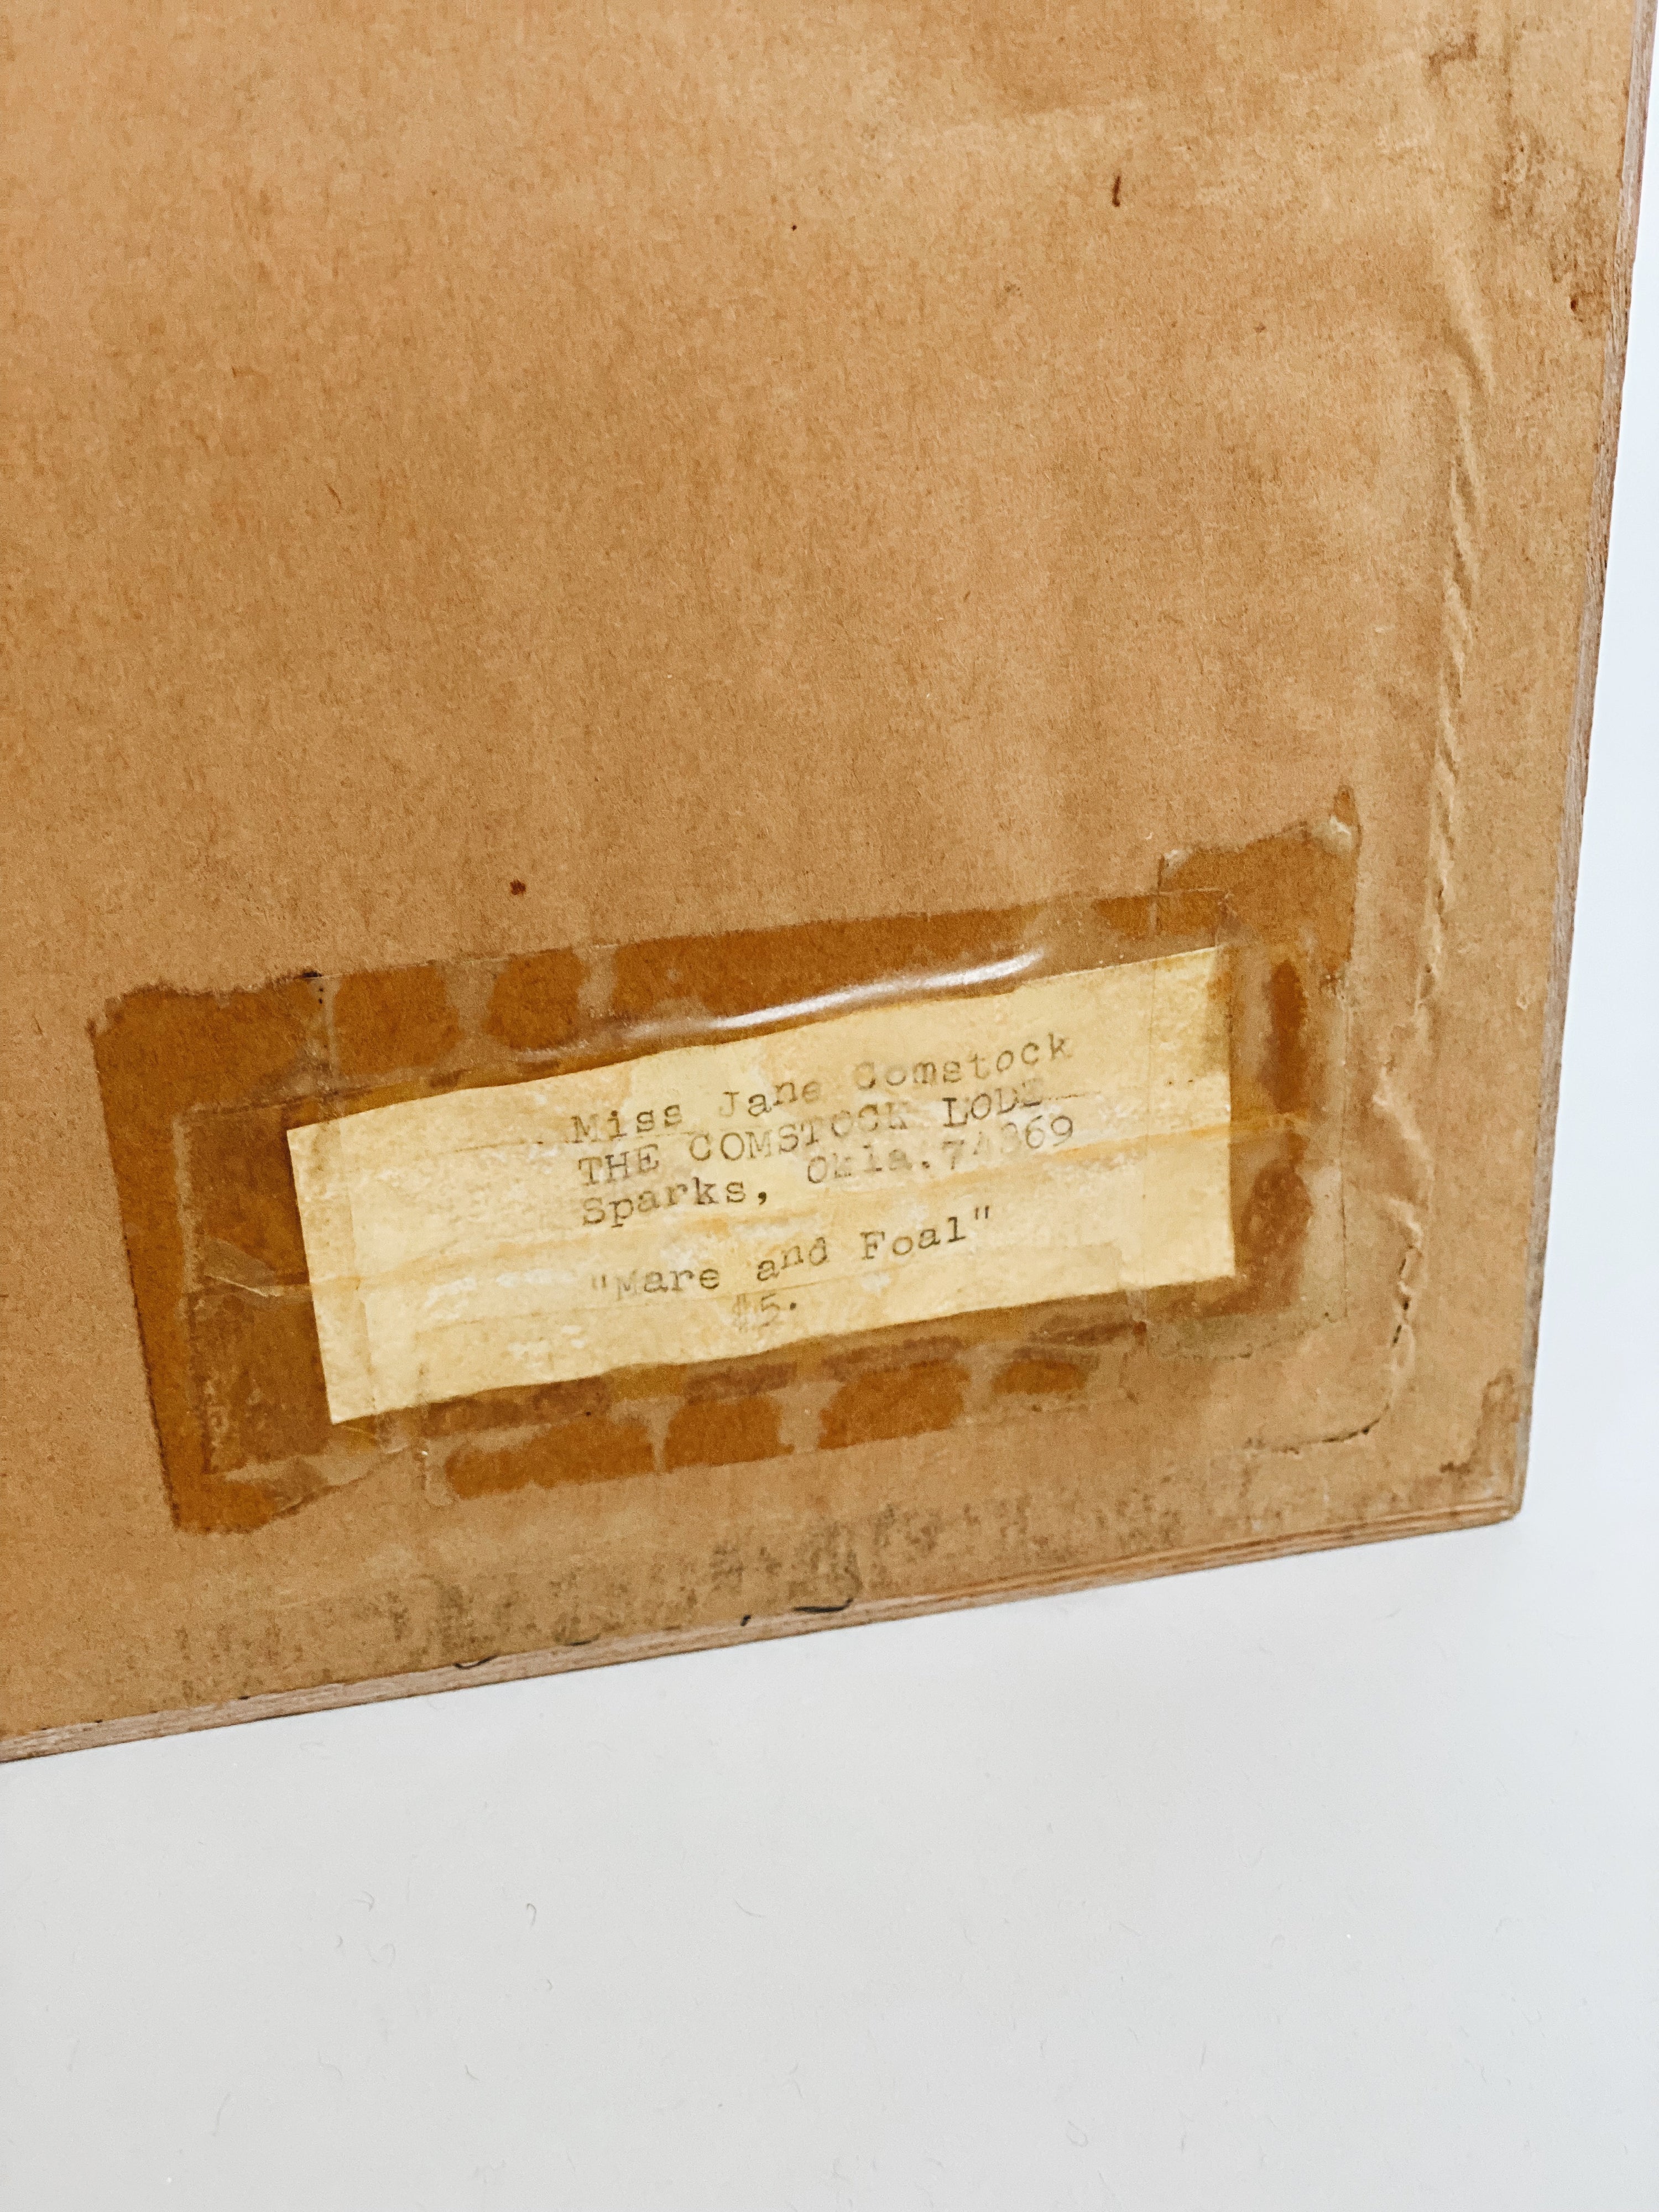 Miss Jane Comstock
THE COMSTOCK LODE
Sparks, Okla.74869
"Mare and Foal"
$5.